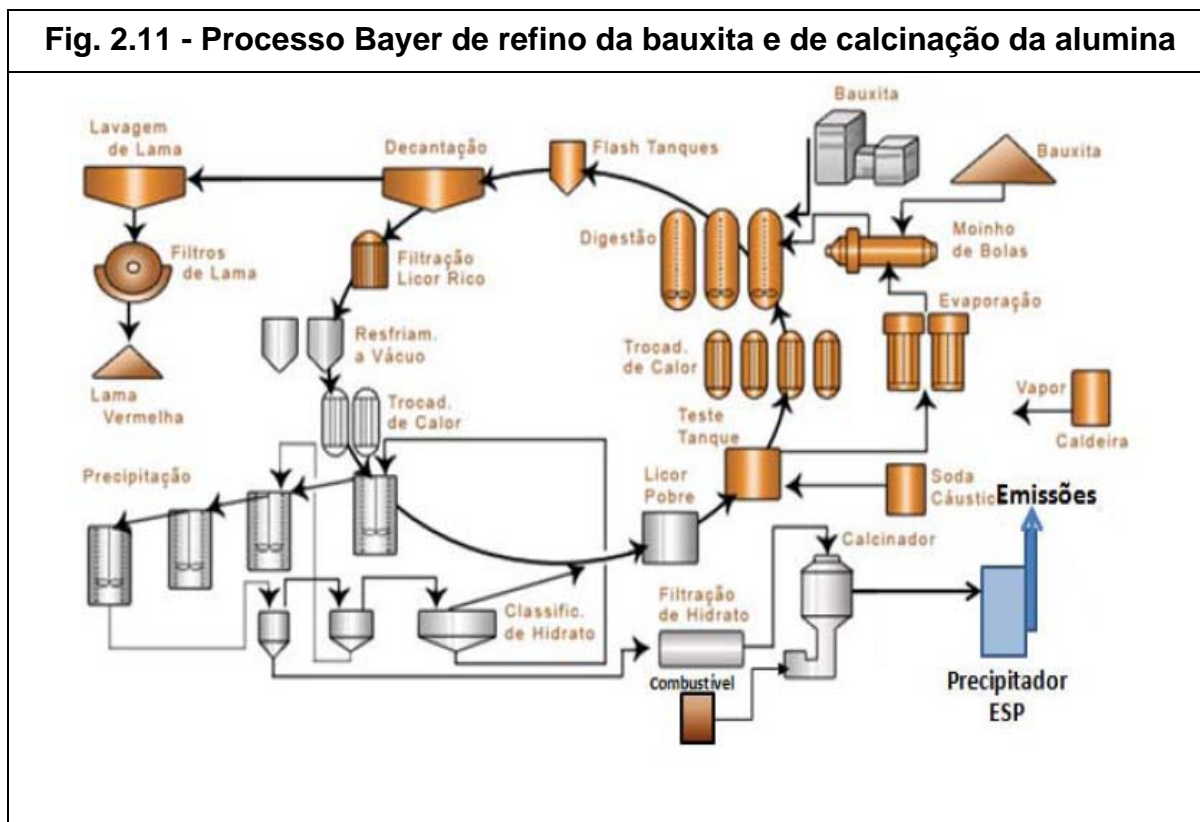 Fig. 2.11 - Processo Bayer de refino da bauxita e de calcinação da alumina
Bauxita
Bauxita
Lavagem
de Lama
Decantação
Flash Tanques
Digestão
Moinho
de Bolas
Filtros
de Lama
Filtração
Licor Rico
Evaporação
Resfriam.
a Vácuo
Trocad.
de Calor
Vapor
Caldeira
Lama
Vermelha
Trocad.
de Calor
Teste
Tanque
Precipitação
Licor
Pobre
Soda
Cáustic
Emissões
Calcinador
Classific.
de Hidrato
Filtração
de Hidrato
Combustível
Precipitador
ESP